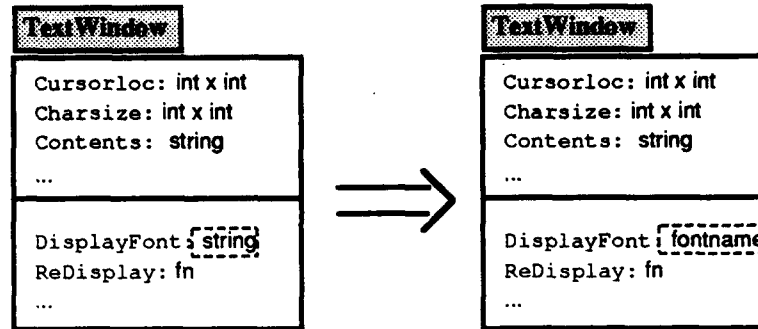 TextWindow
Cursorloc: int x int
Charsize: int x int
Contents: string
...
DisplayFont: string
ReDisplay: fn
...
TextWindow
Cursorloc: int x int
Charsize: int x int
Contents: string
...
DisplayFont: fontname
ReDisplay: fn
...